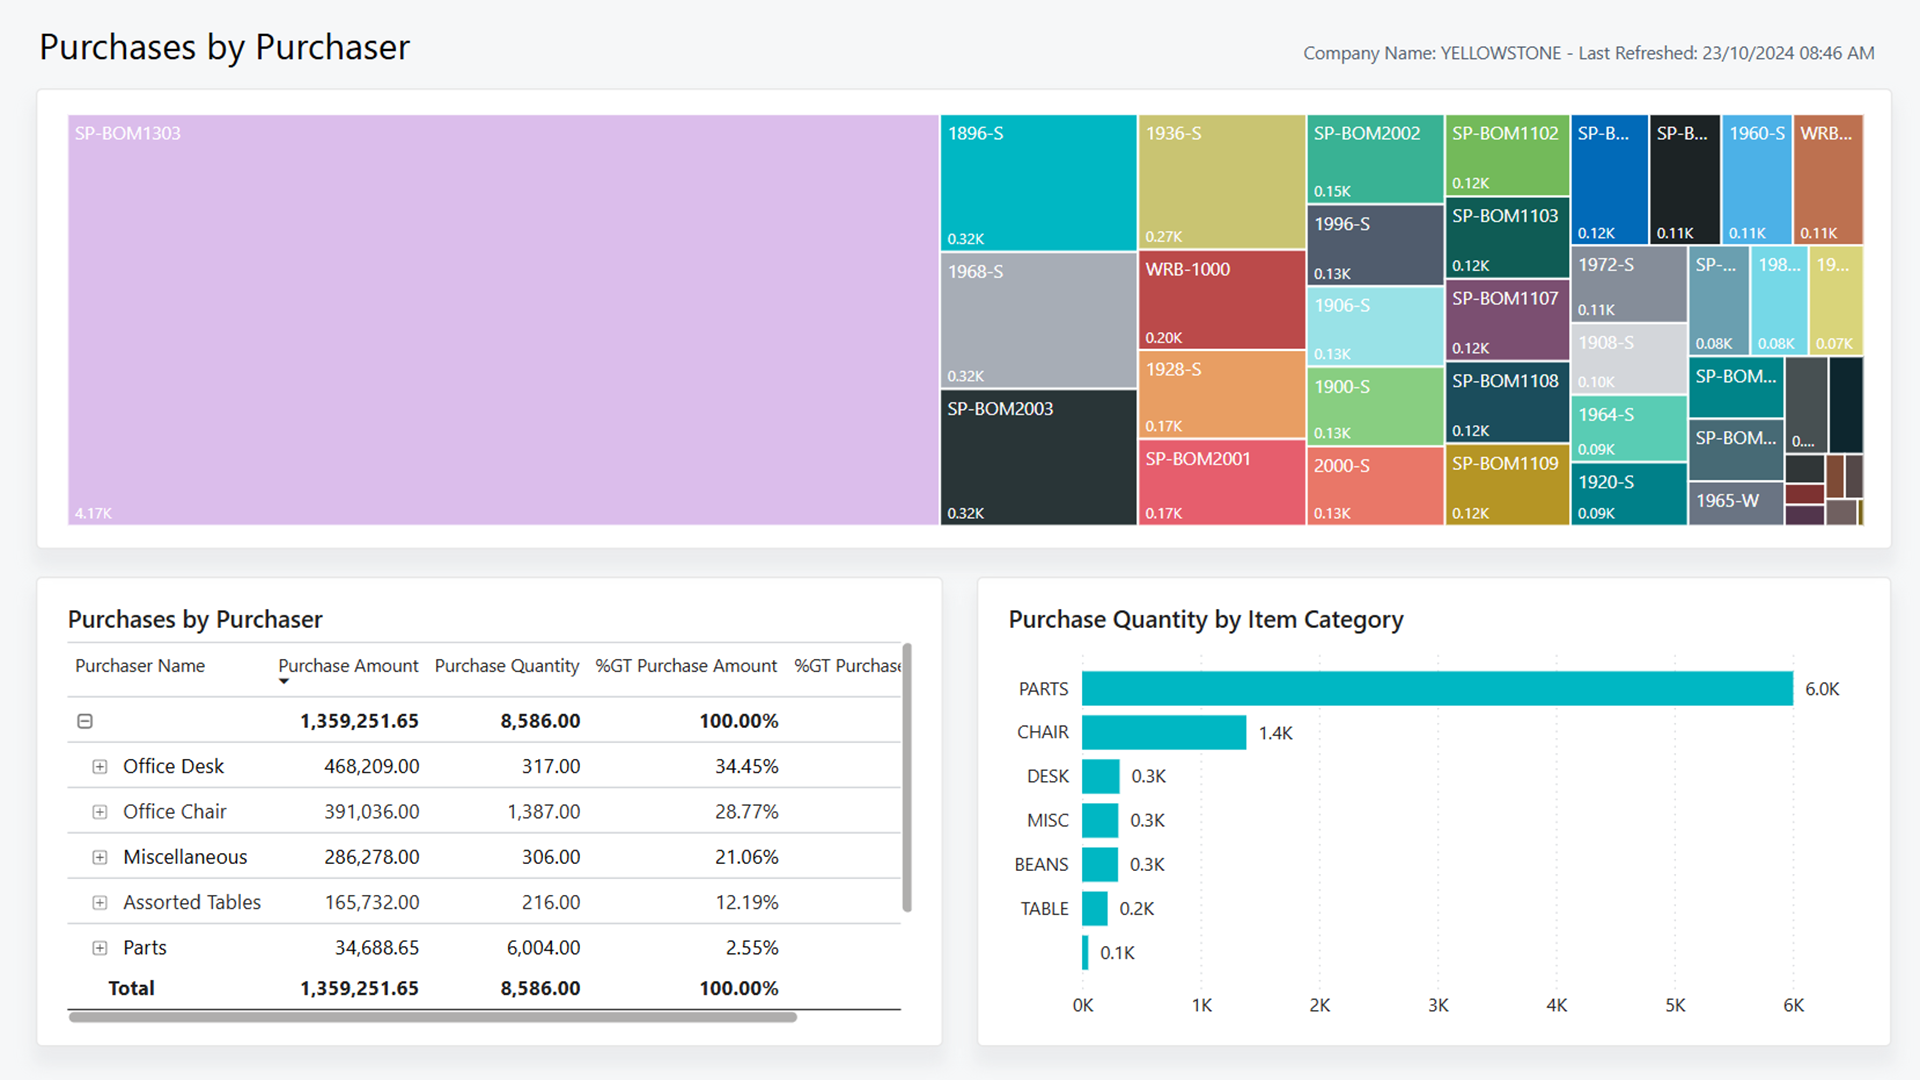 Purchases by Purchaser
Company Name: YELLOWSTONE - Last Refreshed: 23/10/2024 08:46 AM
SP-BOM1303
4.17K
1896-S
0.32K
1968-S
0.32K
SP-BOM2003
0.32K
1936-S
0.27K
WRB-1000
0.20K
1928-S
0.17K
SP-BOM2001
0.17K
SP-BOM2002
0.15K
1996-S
0.13K
1906-S
0.13K
1900-S
0.13K
2000-S
0.13K
SP-BOM1102
0.12K
SP-BOM1103
0.12K
SP-BOM1107
0.12K
SP-BOM1108
0.12K
SP-BOM1109
0.12K
SP-B...
0.12K
SP-B...
0.11K
1960-S
0.11K
WRB...
0.11K
1972-S
0.11K
1908-S
0.10K
1964-S
0.09K
1920-S
0.09K
SP-...
0.08K
198...
0.08K
19...
0.07K
SP-BOM...
SP-BOM...
1965-W
0....
Purchases by Purchaser
Purchaser Name Purchase Amount Purchase Quantity %GT Purchase Amount %GT Purchase
1,359,251.65 8,586.00 100.00%
Office Desk 468,209.00 317.00 34.45%
Office Chair 391,036.00 1,387.00 28.77%
Miscellaneous 286,278.00 306.00 21.06%
Assorted Tables 165,732.00 216.00 12.19%
Parts 34,688.65 6,004.00 2.55%
Total 1,359,251.65 8,586.00 100.00%
Purchase Quantity by Item Category
PARTS 6.0K
CHAIR 1.4K
DESK 0.3K
MISC 0.3K
BEANS 0.3K
TABLE 0.2K
0.1K
0K 1K 2K 3K 4K 5K 6K